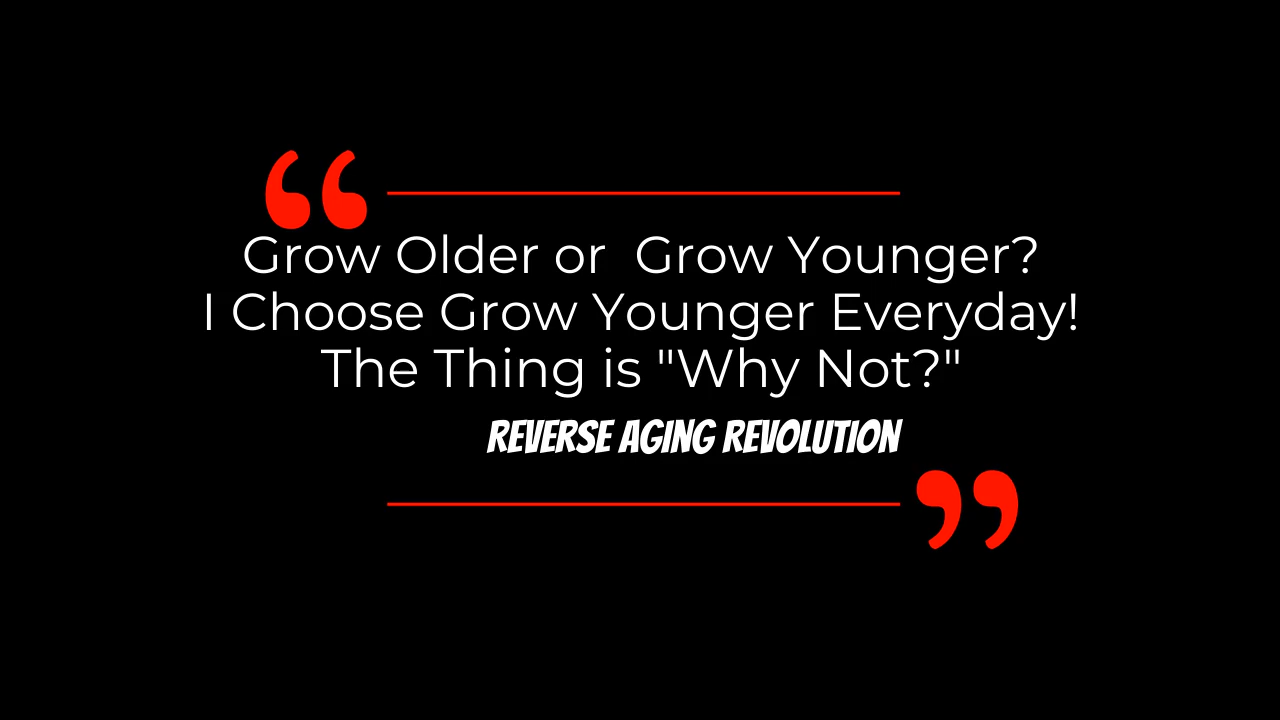 Grow Older or  Grow Younger?
I Choose Grow Younger Everyday!
The Thing is "Why Not?"
REVERSE AGING REVOLUTION